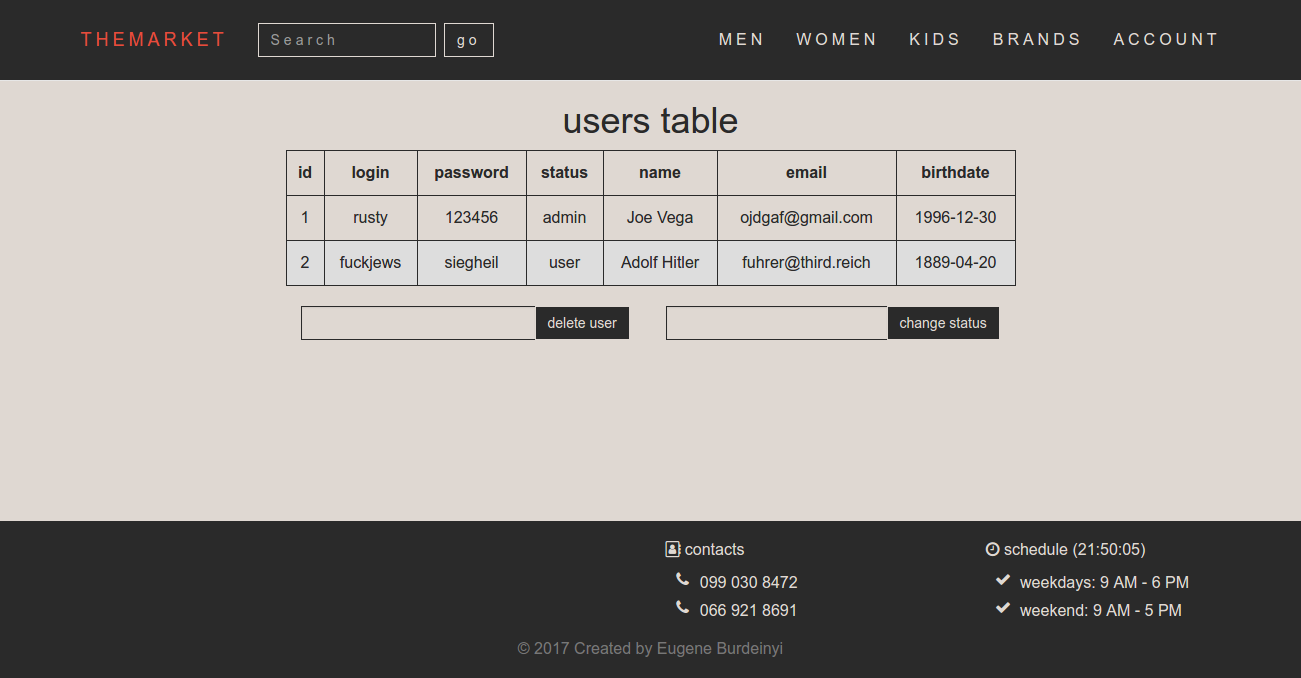 THEMARKET Search go MEN WOMEN KIDS BRANDS ACCOUNT
users table
id login password status name email birthdate
1 rusty 123456 admin Joe Vega ojdgaf@gmail.com 1996-12-30
2 fuckjews siegheil user Adolf Hitler fuhrer@third.reich 1889-04-20
delete user change status
contacts schedule (21:50:05)
099 030 8472 weekdays: 9 AM - 6 PM
066 921 8691 weekend: 9 AM - 5 PM
© 2017 Created by Eugene Burdeinyi